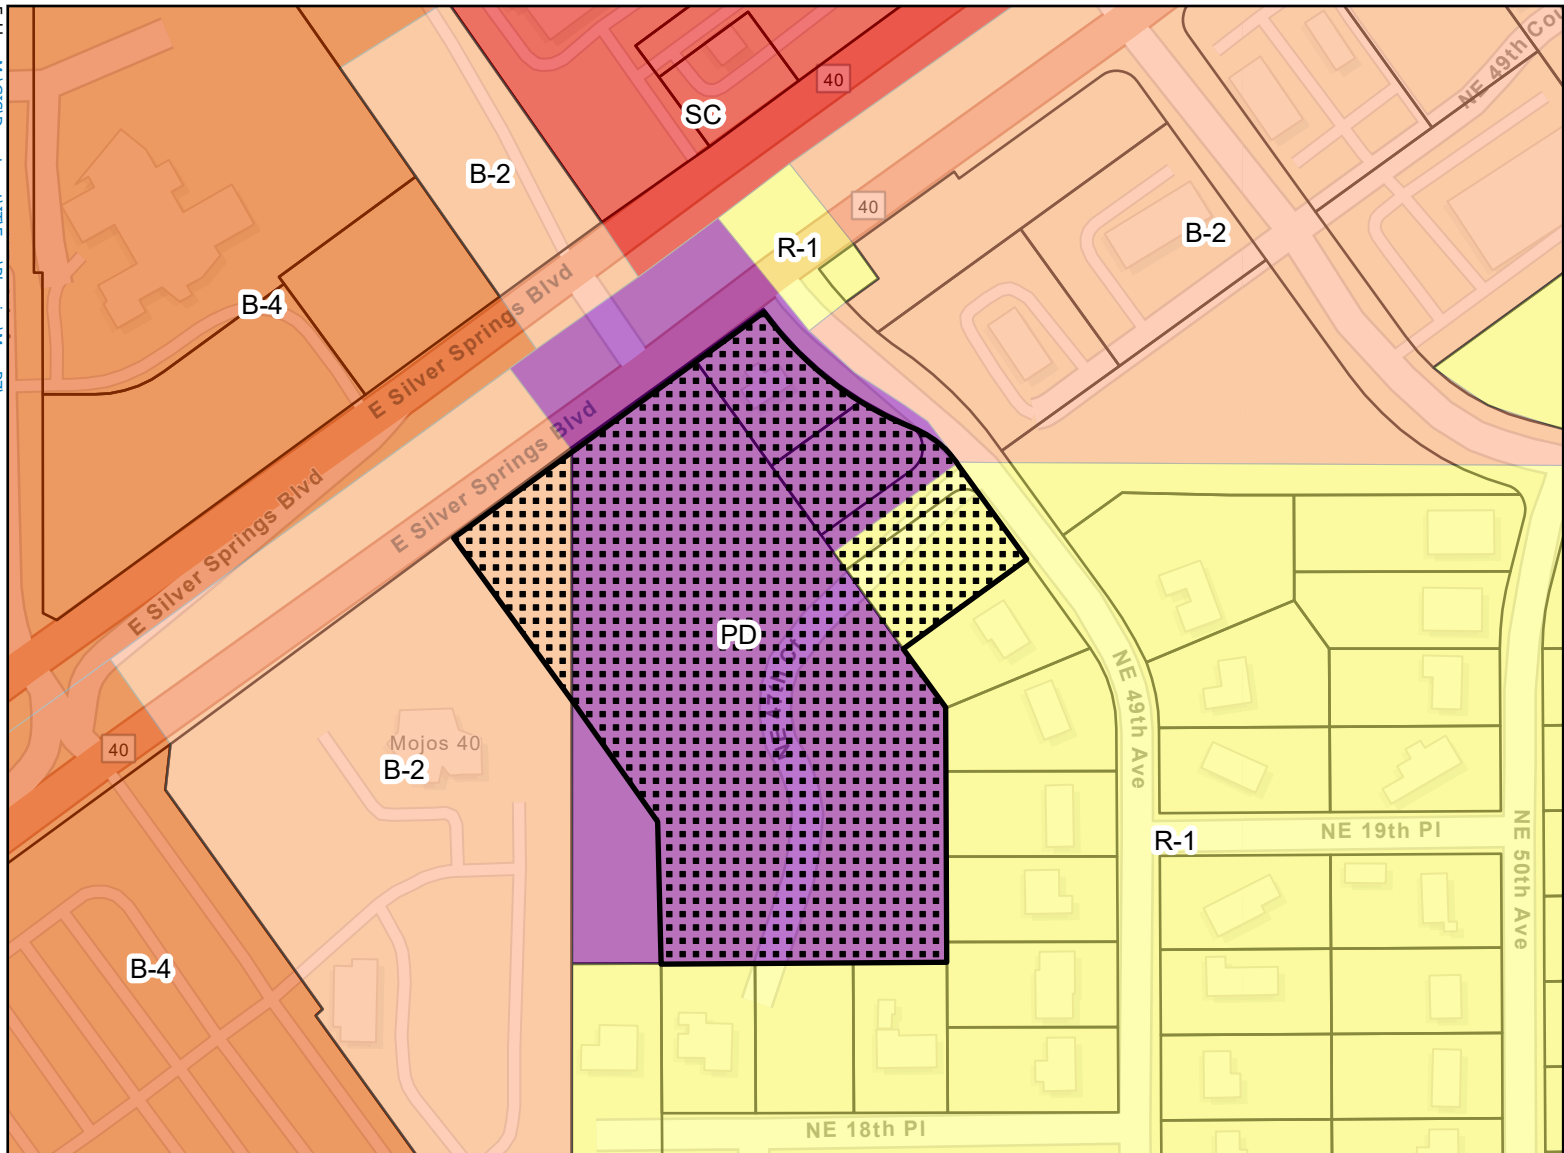 NE 49th Co
40
SC
B-2
40
B-2
R-1
B-4
E Silver Springs Blvd
E Silver Springs Blvd
E Silver Springs Blvd
E Silver Springs Blvd
PD
NE 49th Ave
40
Mojos 40
B-2
NE 19th Pl
R-1
NE 50th Ave
B-4
NE 18th Pl